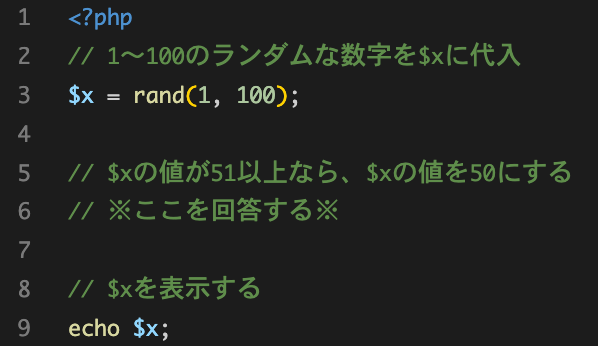 1 <?php
2 // 1〜100のランダムな数字を$xに代入
3 $x = rand(1, 100);
4
5 // $xの値が51以上なら、$xの値を50にする
6 // ※ここを回答する※
7
8 // $xを表示する
9 echo $x;